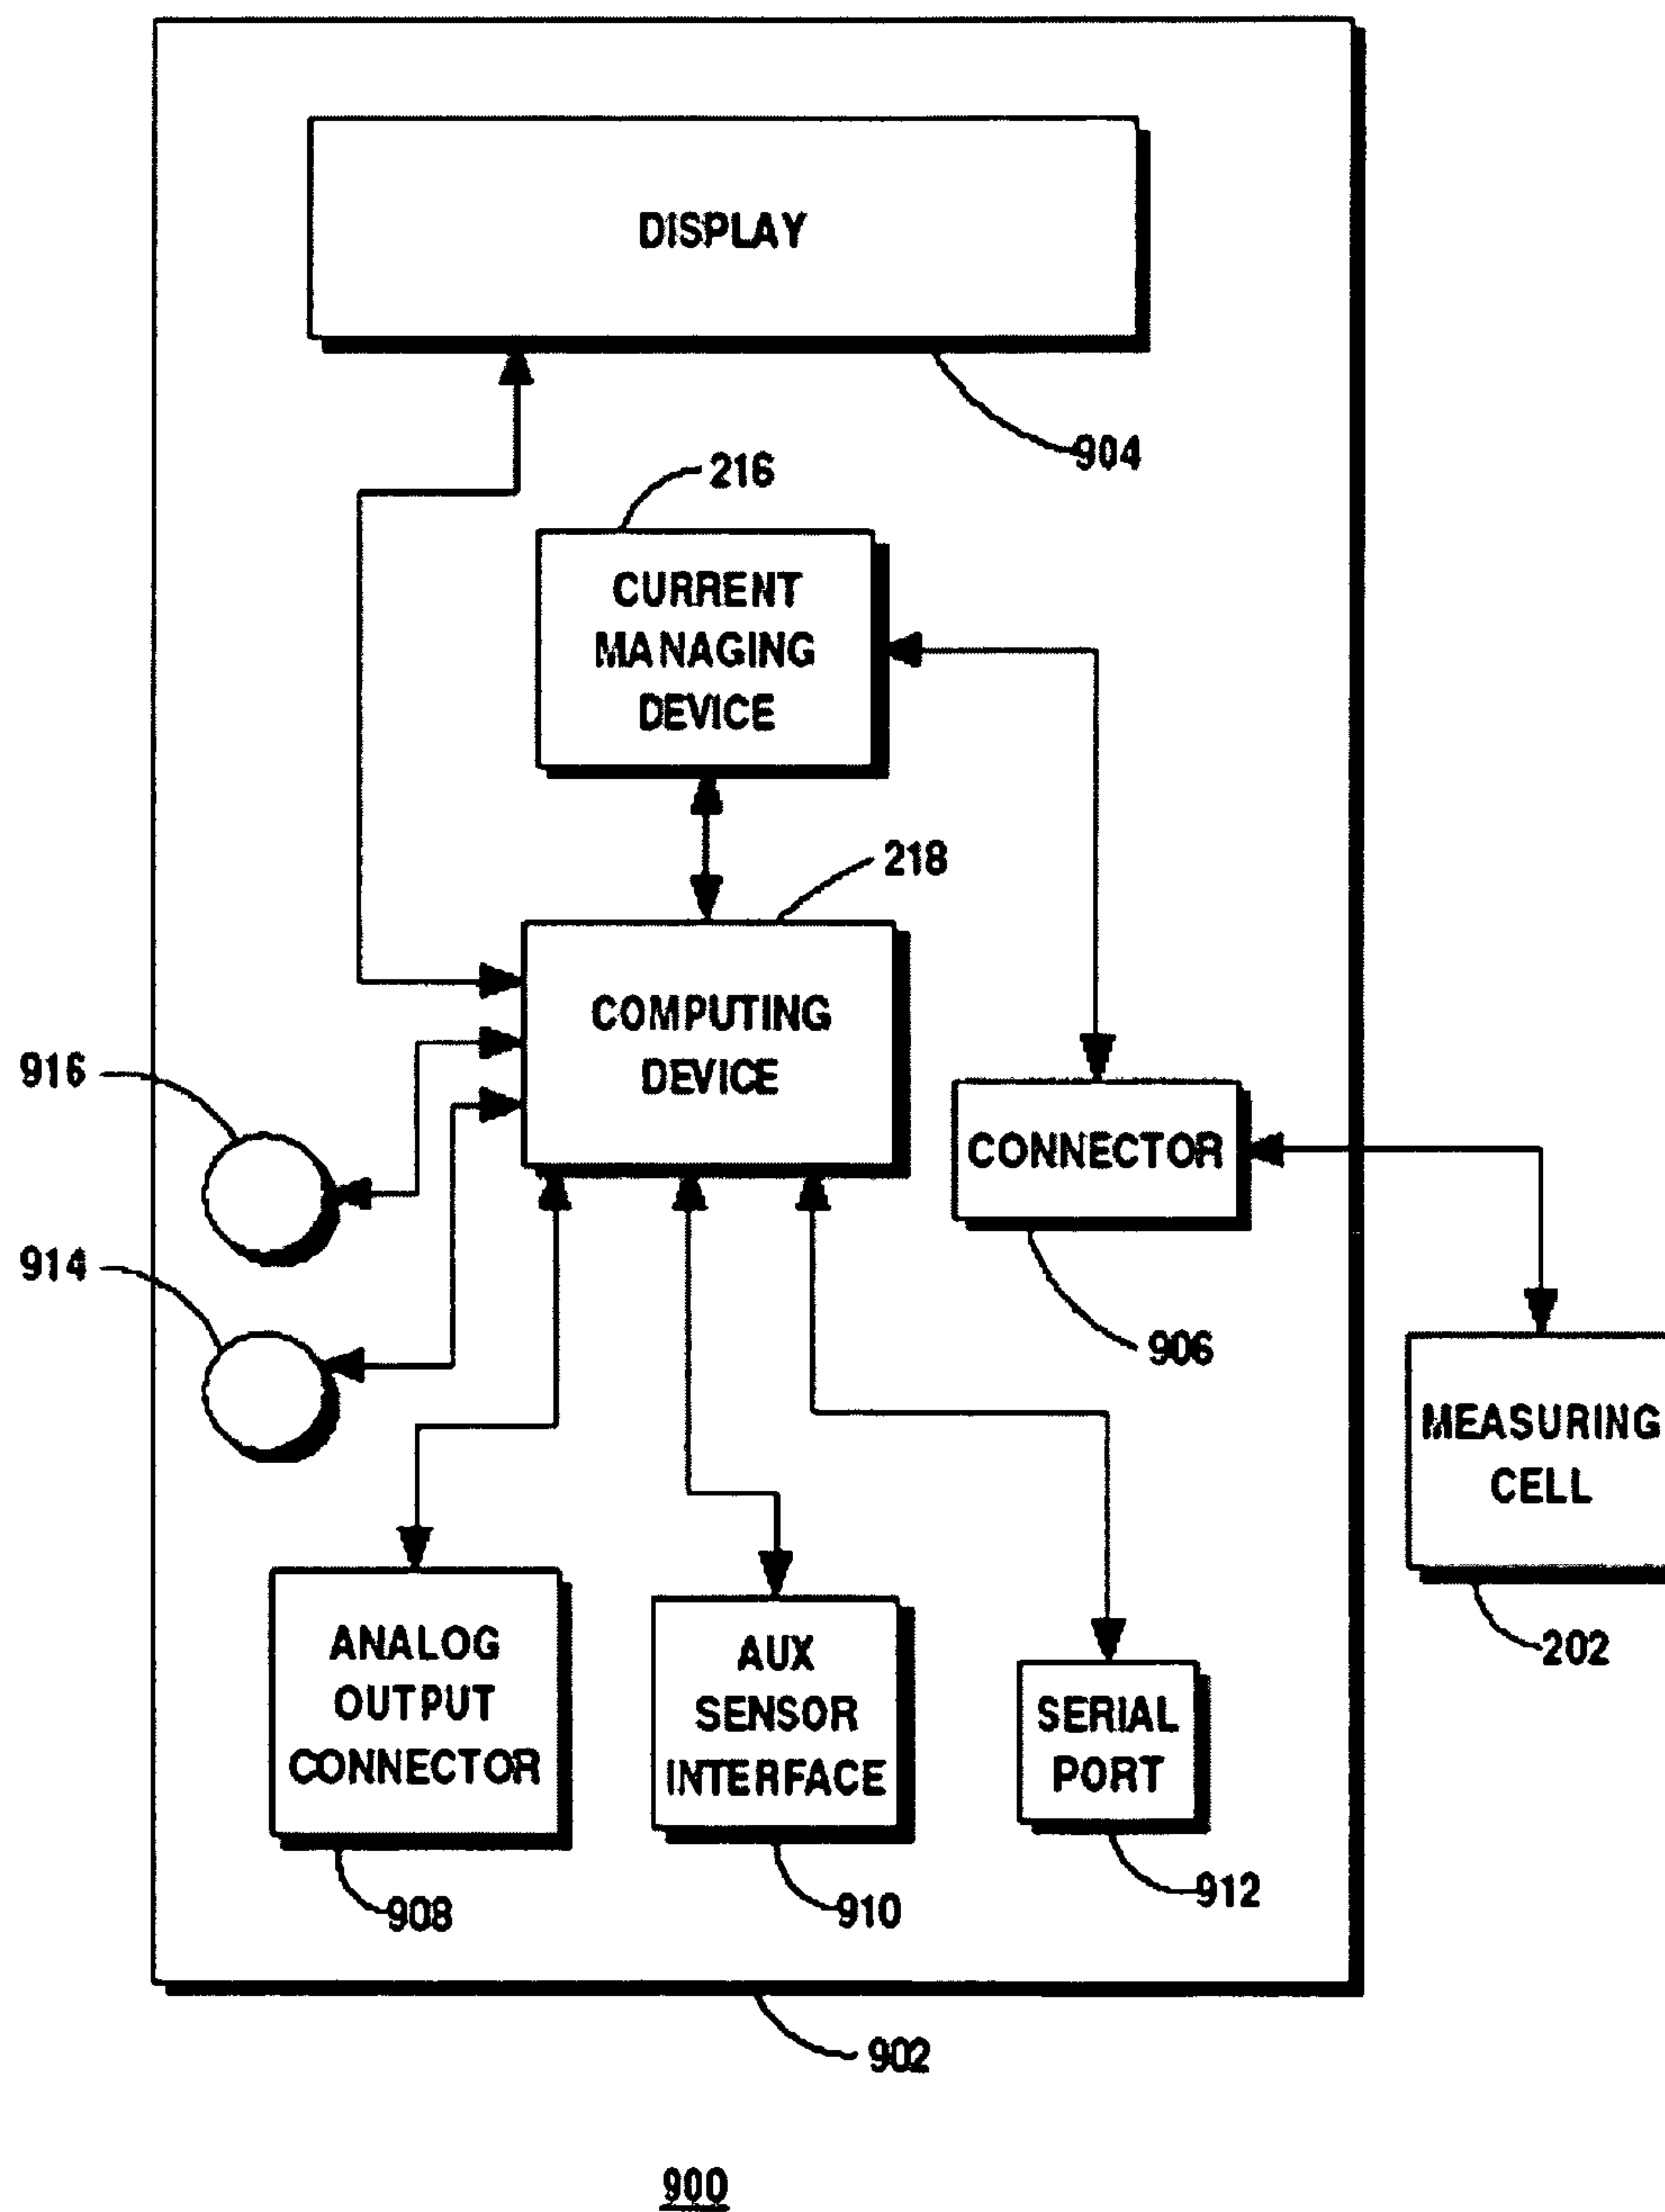 DISPLAY
904
216
CURRENT
MANAGING
DEVICE
218
COMPUTING
DEVICE
916
CONNECTOR
914
906
MEASURING
CELL
202
ANALOG
OUTPUT
CONNECTOR
AUX
SENSOR
INTERFACE
SERIAL
PORT
908
910
912
902
900